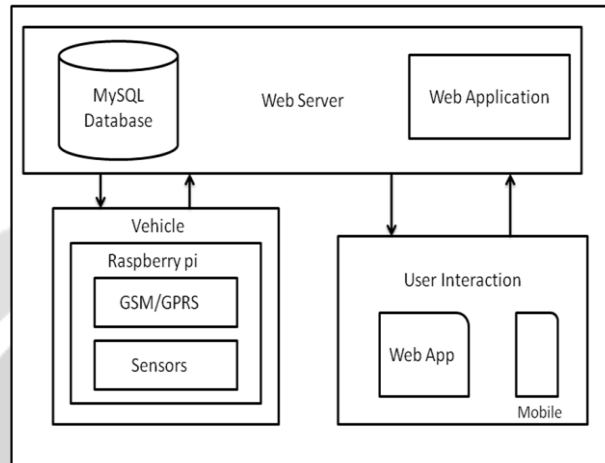 MySQL
Database
Web Server
Web Application
Vehicle
Raspberry pi
GSM/GPRS
Sensors
User Interaction
Web App
Mobile